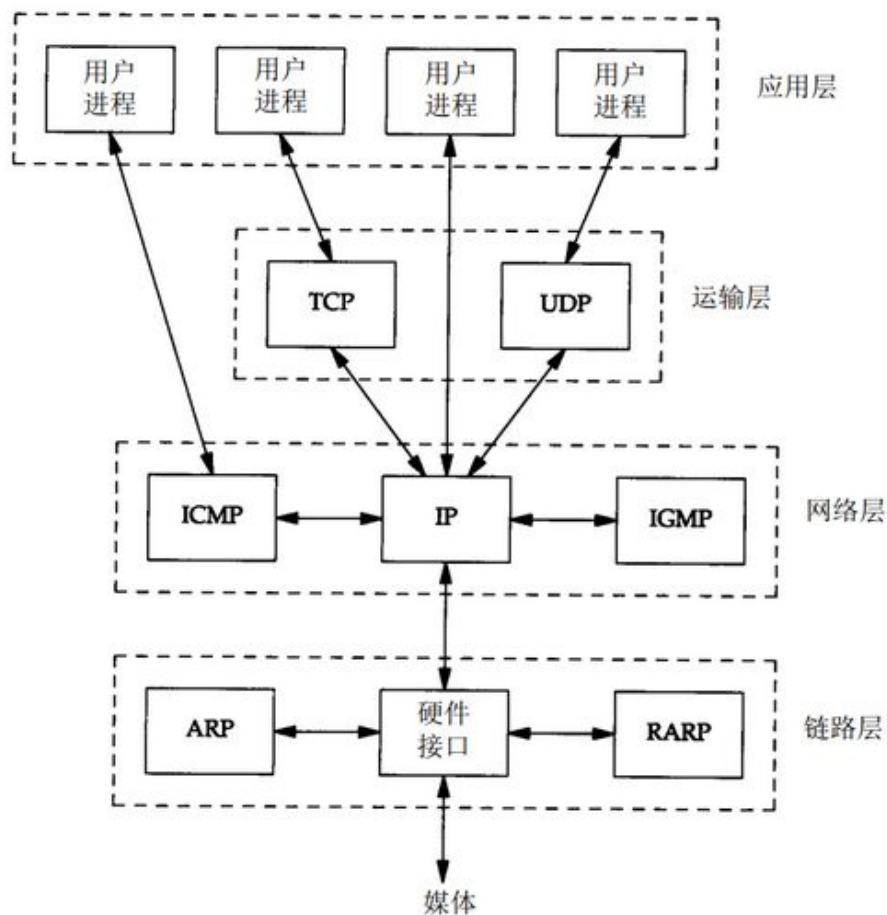 用户
进程
用户
进程
用户
进程
用户
进程
应用层
TCP
UDP
运输层
ICMP
IP
IGMP
网络层
ARP
硬件
接口
RARP
链路层
媒体